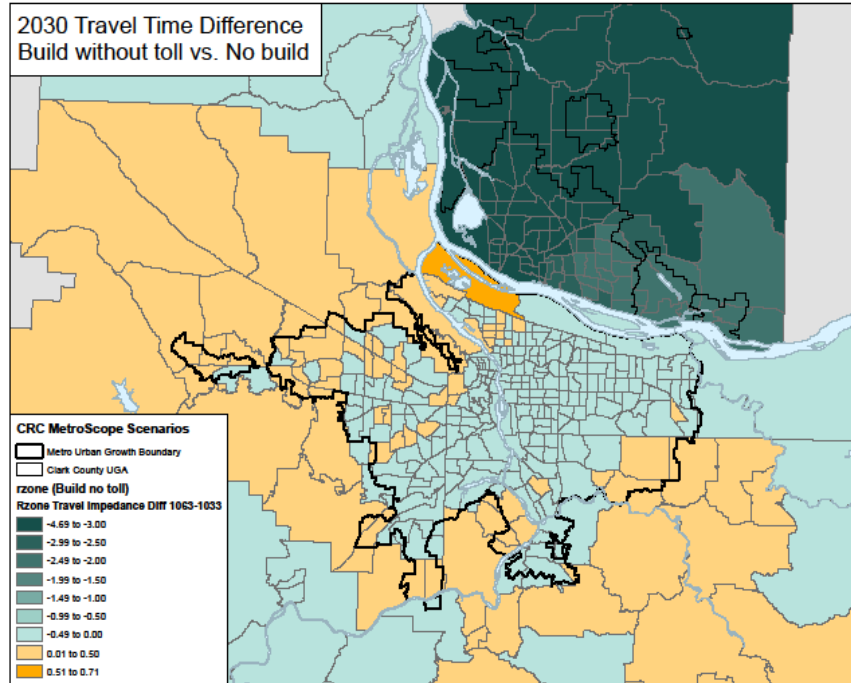 2030 Travel Time Difference
Build without toll vs. No build
CRC MetroScope Scenarios
Metro Urban Growth Boundary
Clark County UGA
rzone (Build no toll)
Rzone Travel Impedance Diff 1063-1033
-4.69 to -3.00
-2.99 to -2.50
-2.49 to -2.00
-1.99 to -1.50
-1.49 to -1.00
-0.99 to -0.50
-0.49 to 0.00
0.01 to 0.50
0.51 to 0.71